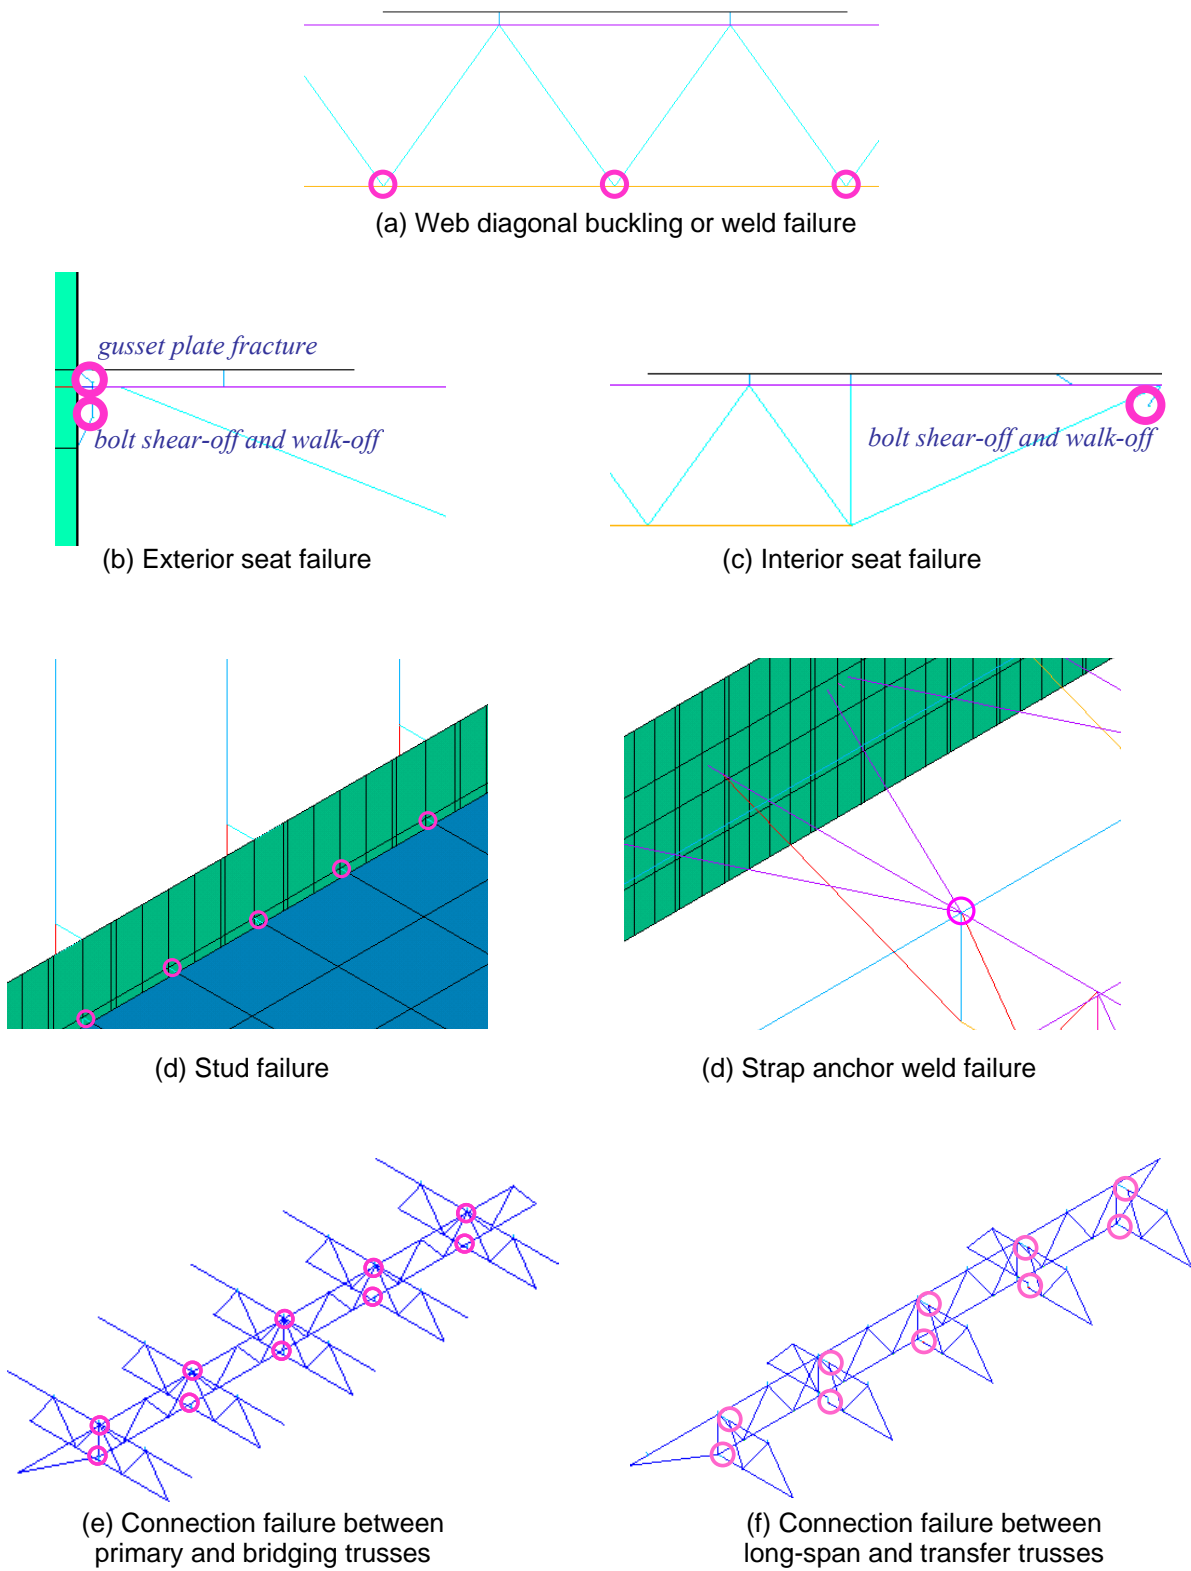 (a) Web diagonal buckling or weld failure
gusset plate fracture
bolt shear-off and walk-off
bolt shear-off and walk-off
(b) Exterior seat failure
(c) Interior seat failure
(d) Stud failure
(d) Strap anchor weld failure
(e) Connection failure between
primary and bridging trusses
(f) Connection failure between
long-span and transfer trusses